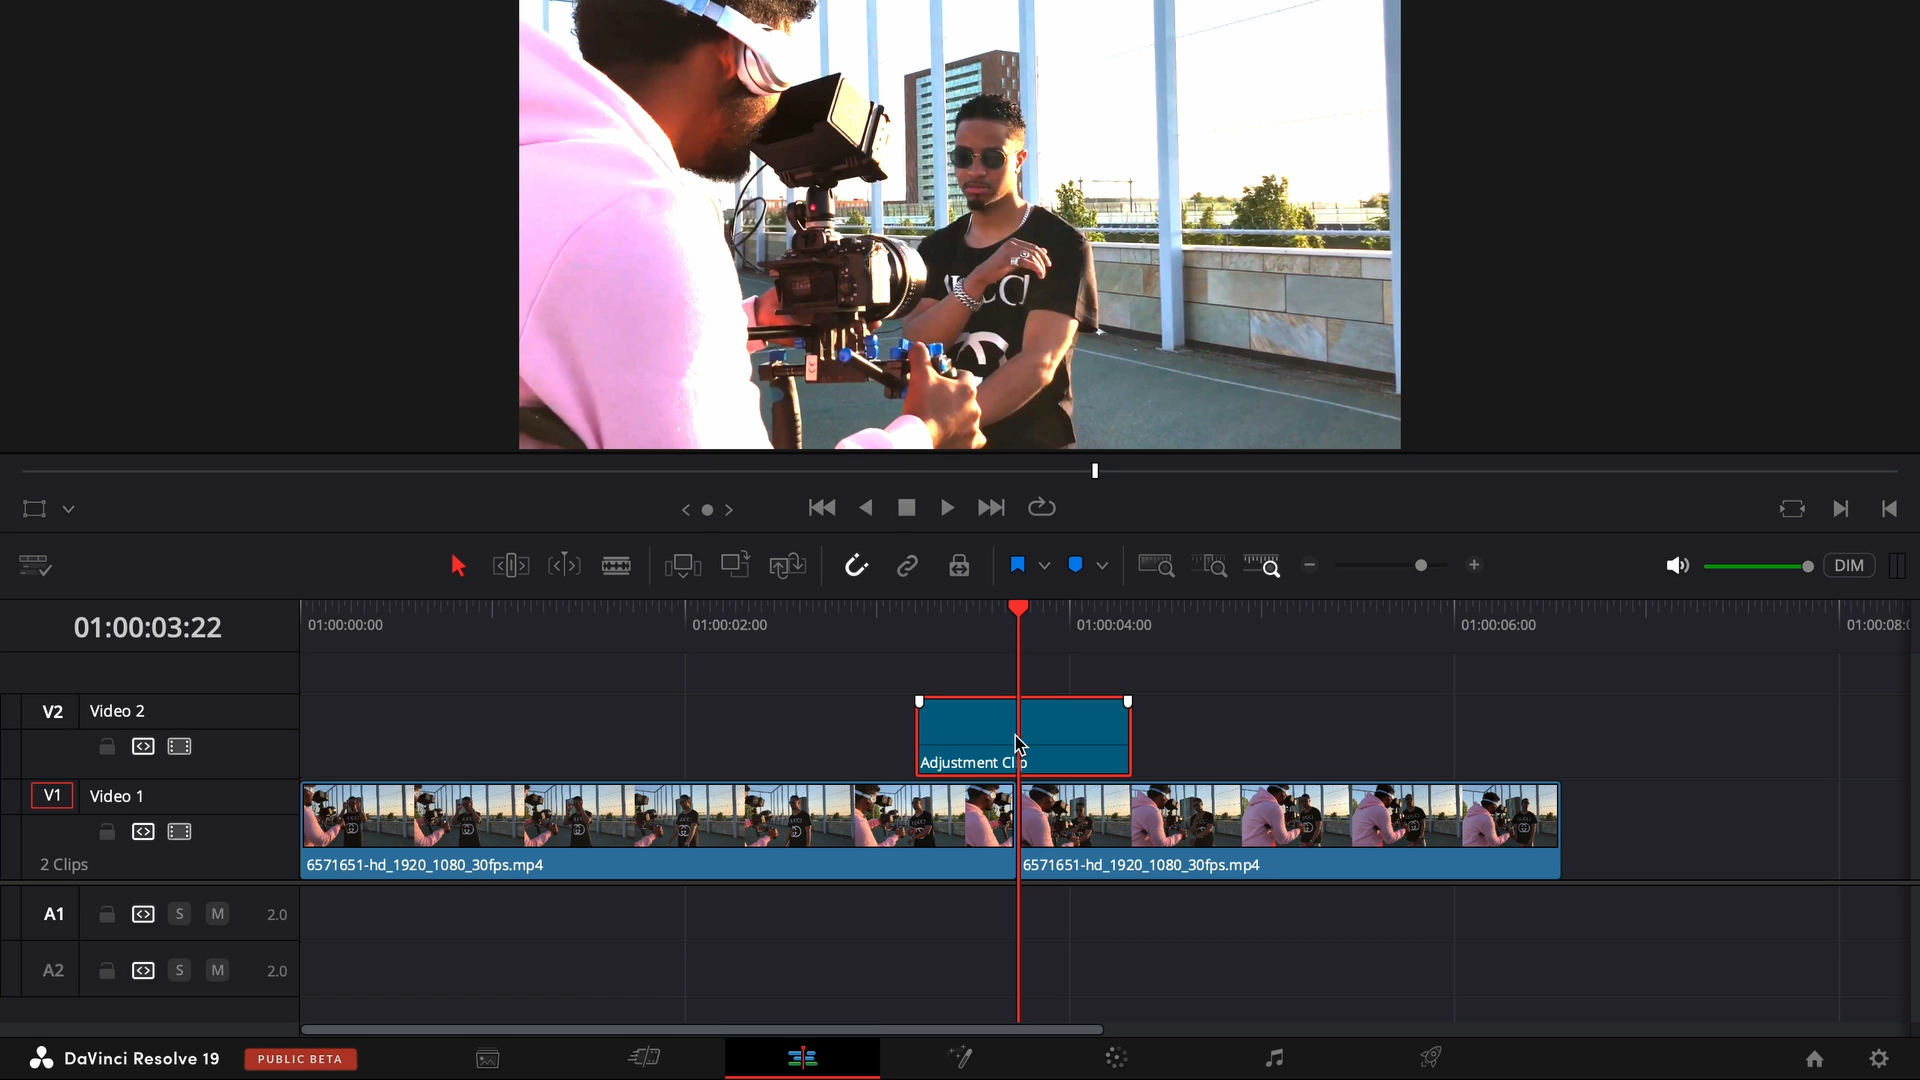 UCCI
DIM
01:00:03:22
01:00:00:00
01:00:02:00
01:00:04:00
01:00:06:00
01:00:08:0
V2
Video 2
Adjustment Clip
V1
Video 1
2 Clips
6571651-hd_1920_1080_30fps.mp4
6571651-hd_1920_1080_30fps.mp4
A1
S
M
2.0
A2
S
M
2.0
DaVinci Resolve 19
PUBLIC BETA